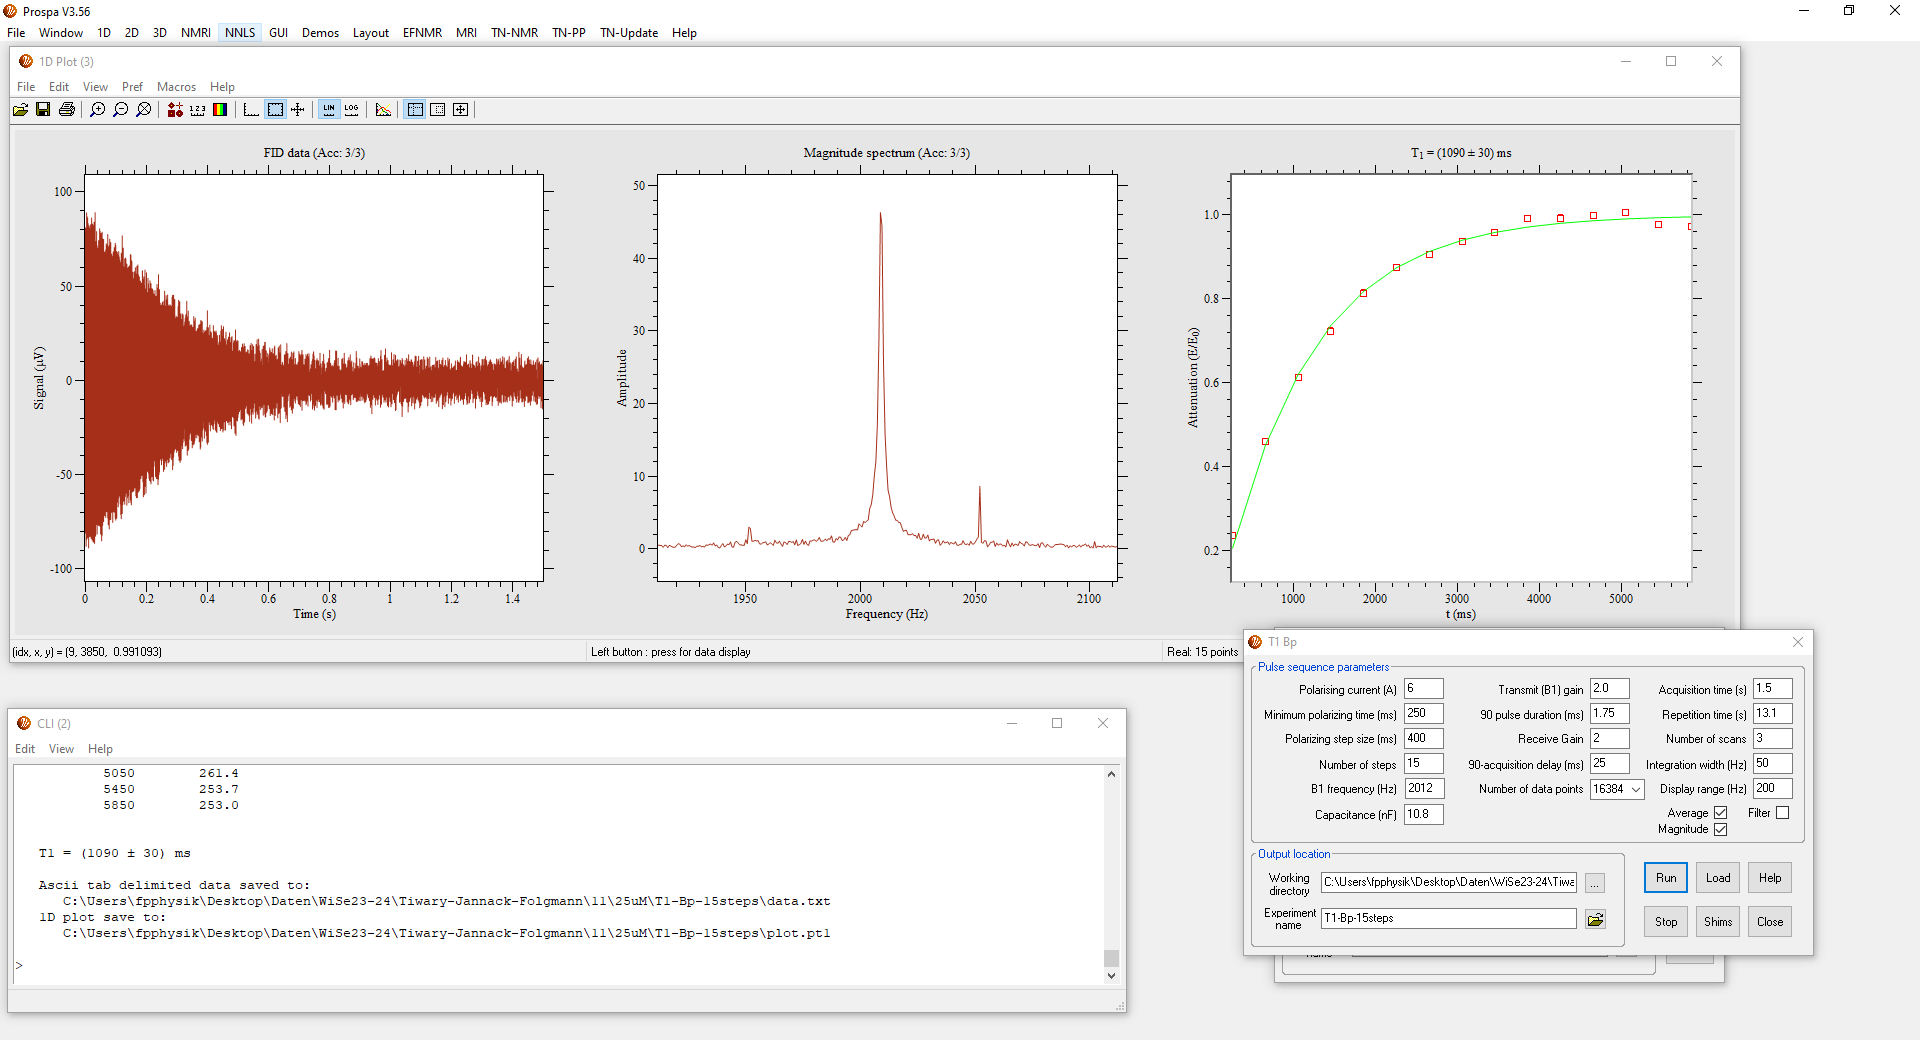 Prospa V3.56
File Window 1D 2D 3D NMRI NNLS GUI Demos Layout EFNMR MRI TN-NMR TN-PP TN-Update Help
1D Plot (3)
File Edit View Pref Macros Help
1 2 3 LIN LOG
FID data (Acc: 3/3)
100
50
0
-50
-100
Signal (µV)
0 0.2 0.4 0.6 0.8 1 1.2 1.4
Time (s)
Magnitude spectrum (Acc: 3/3)
50
40
30
20
10
0
Amplitude
1950 2000 2050 2100
Frequency (Hz)
T1 = (1090 ± 30) ms
1.0
0.8
0.6
0.4
0.2
Attenuation (E/E0)
1000 2000 3000 4000 5000
t (ms)
(idx, x, y) = (9, 3850, 0.991093)
Left button : press for data display
Real: 15 points
CLI (2)
Edit View Help
5050 261.4
5450 253.7
5850 253.0
T1 = (1090 ± 30) ms
Ascii tab delimited data saved to:
C:\Users\fpphysik\Desktop\Daten\WiSe23-24\Tiwary-Jannack-Folgmann\11\25uM\T1-Bp-15steps\data.txt
1D plot save to:
C:\Users\fpphysik\Desktop\Daten\WiSe23-24\Tiwary-Jannack-Folgmann\11\25uM\T1-Bp-15steps\plot.pt1
>
T1 Bp
Pulse sequence parameters
Polarising current (A) 6 Transmit (B1) gain 2.0 Acquisition time (s) 1.5
Minimum polarizing time (ms) 250 90 pulse duration (ms) 1.75 Repetition time (s) 13.1
Polarizing step size (ms) 400 Receive Gain 2 Number of scans 3
Number of steps 15 90-acquisition delay (ms) 25 Integration width (Hz) 50
B1 frequency (Hz) 2012 Number of data points 16384 Display range (Hz) 200
Capacitance (nF) 10.8 Average Filter
Magnitude
Output location
Working directory C:\Users\fpphysik\Desktop\Daten\WiSe23-24\Tiwa ...
Experiment name T1-Bp-15steps
Run Load Help
Stop Shims Close
name